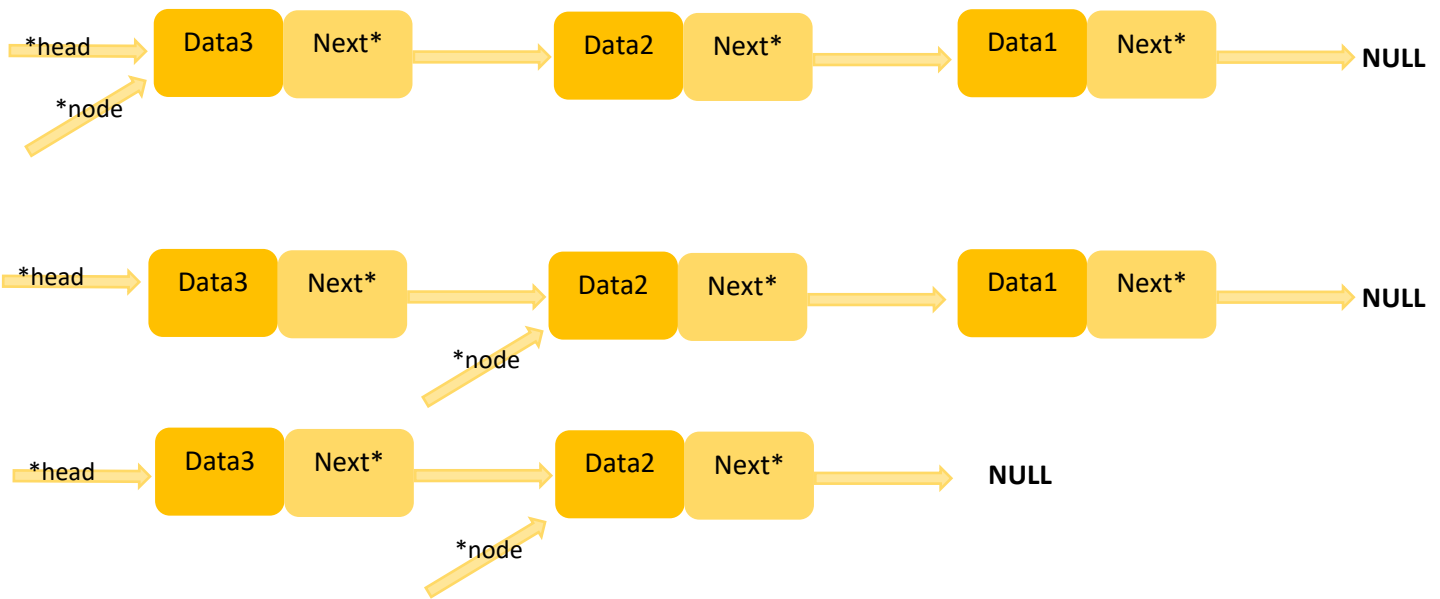 *head Data3 Next* Data2 Next* Data1 Next* NULL
*node
*head Data3 Next* Data2 Next* Data1 Next* NULL
*node
*head Data3 Next* Data2 Next* NULL
*node